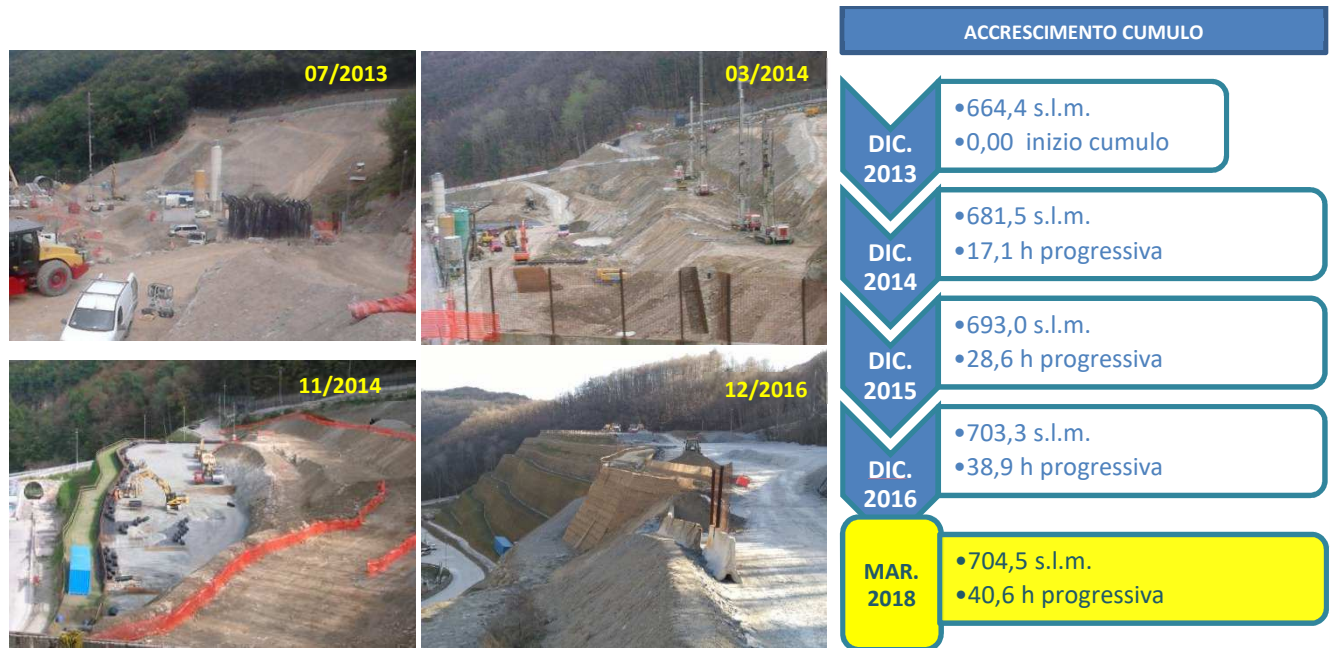 07/2013
03/2014
11/2014
12/2016
ACCRESCIMENTO CUMULO
DIC.
2013
•664,4 s.l.m.
•0,00 inizio cumulo
DIC.
2014
•681,5 s.l.m.
•17,1 h progressiva
DIC.
2015
•693,0 s.l.m.
•28,6 h progressiva
DIC.
2016
•703,3 s.l.m.
•38,9 h progressiva
MAR.
2018
•704,5 s.l.m.
•40,6 h progressiva